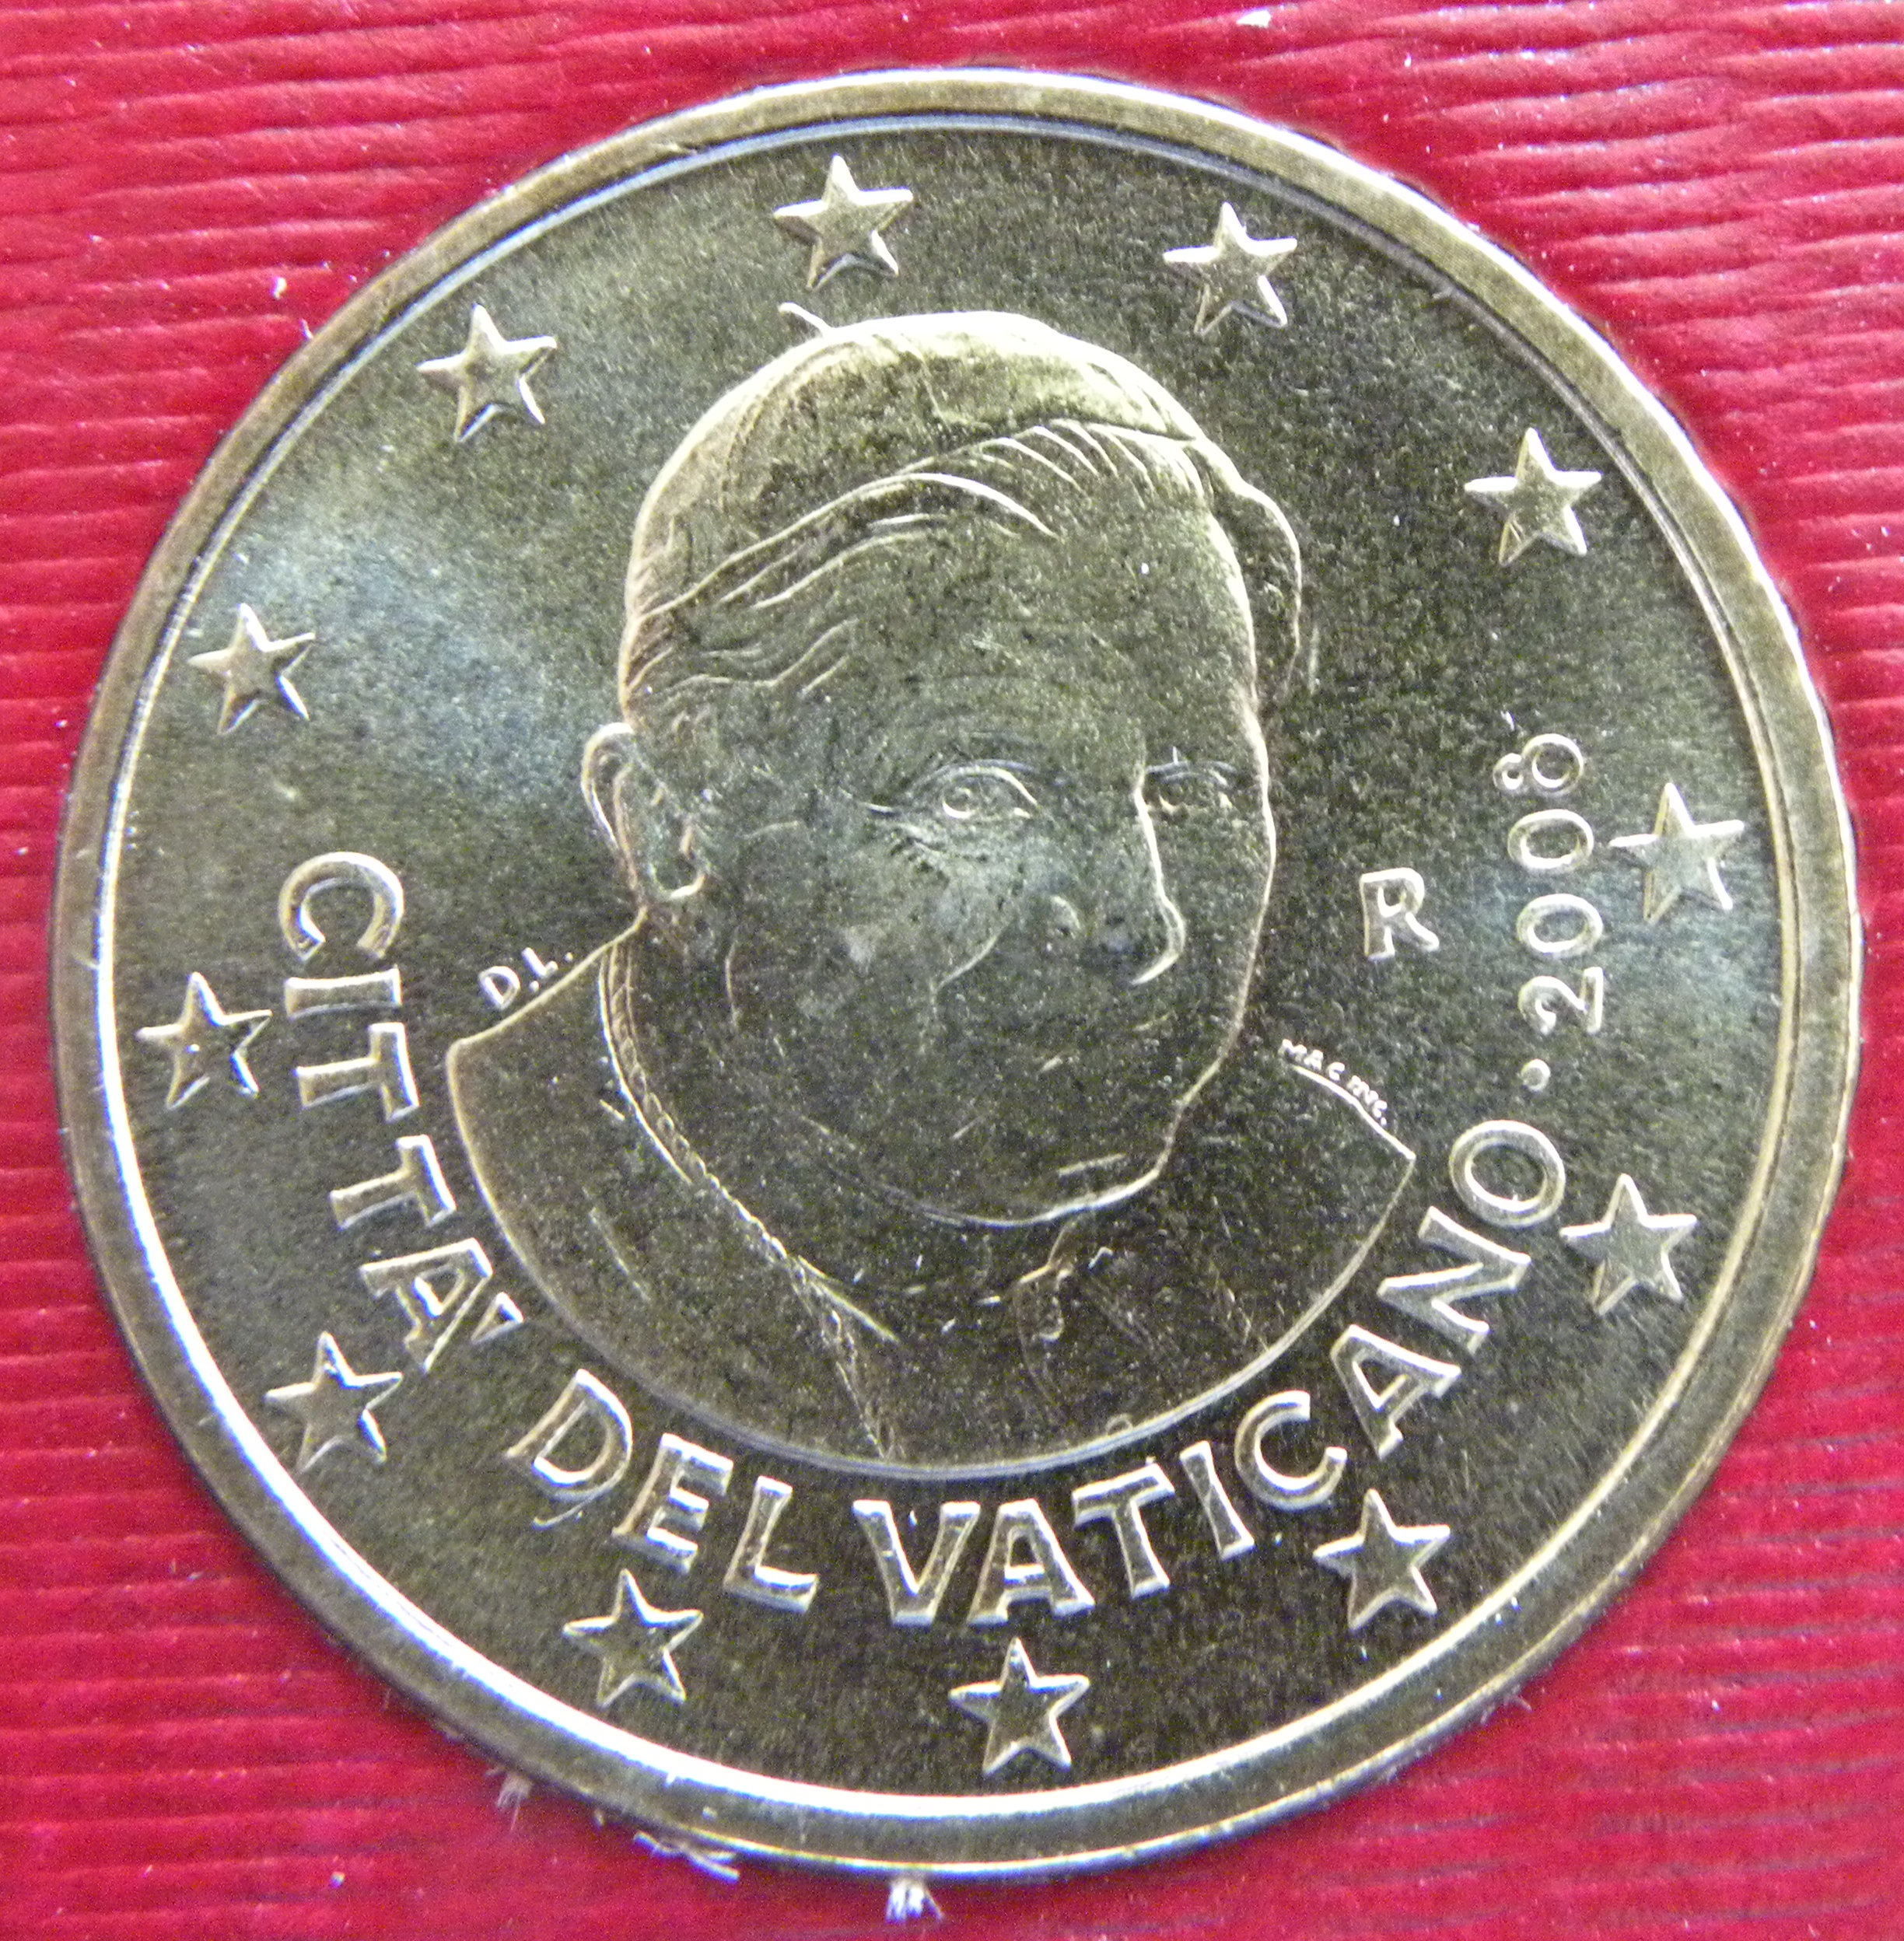 CITTA' DEL VATICANO • 2008
R
D.L.
MAC INC.